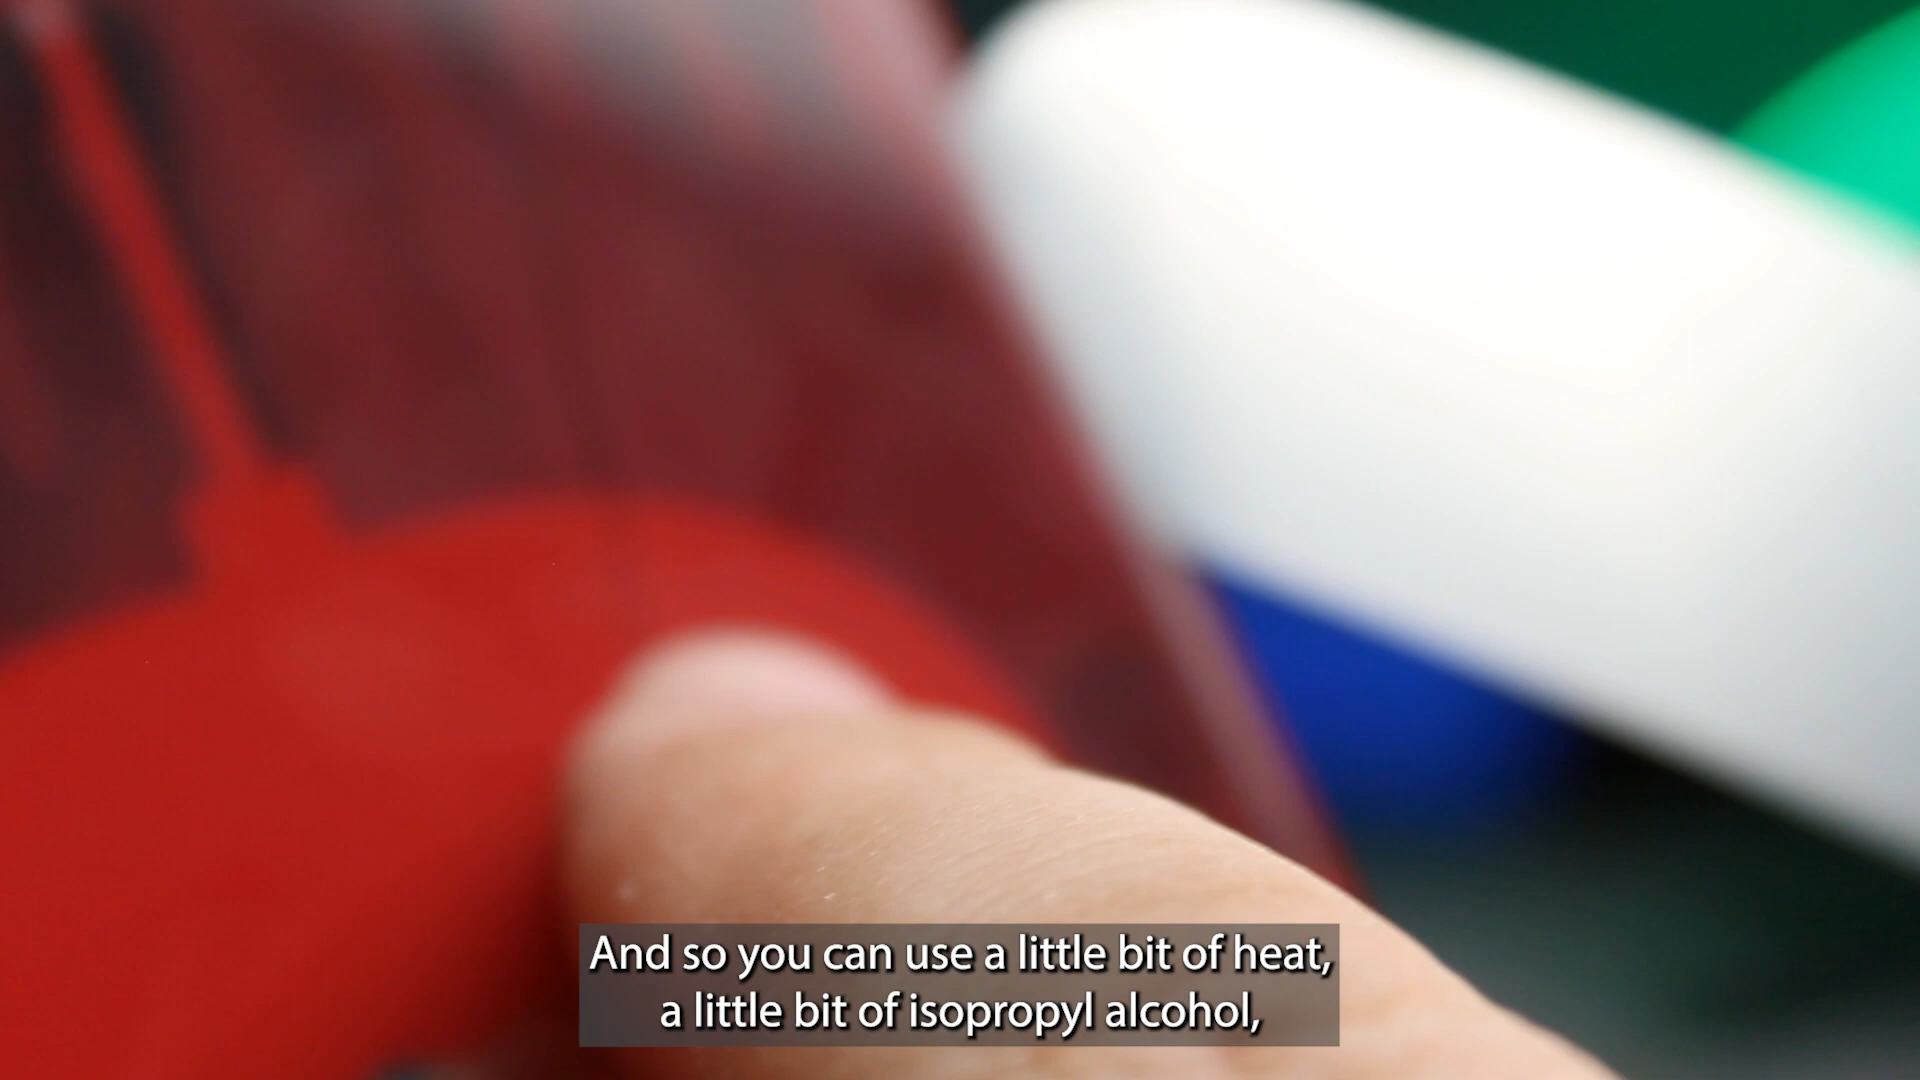 And so you can use a little bit of heat,
a little bit of isopropyl alcohol,